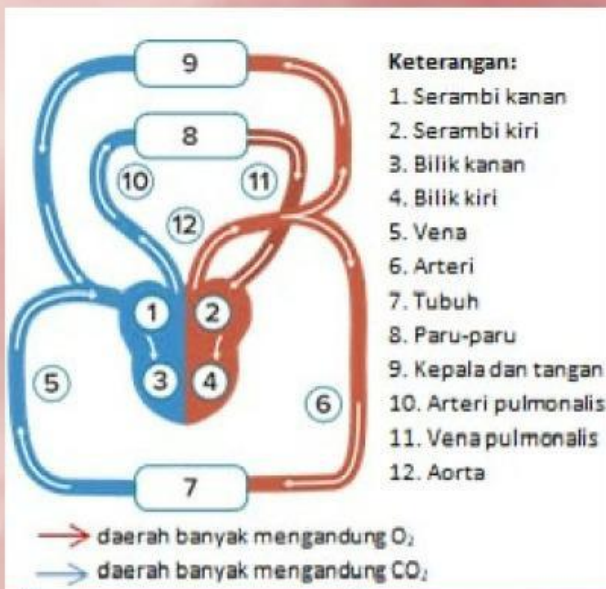 9
8
10
11
12
1
2
3
4
5
6
7
Keterangan:
1. Serambi kanan
2. Serambi kiri
3. Bilik kanan
4. Bilik kiri
5. Vena
6. Arteri
7. Tubuh
8. Paru-paru
9. Kepala dan tangan
10. Arteri pulmonalis
11. Vena pulmonalis
12. Aorta
daerah banyak mengandung O₂
daerah banyak mengandung CO₂